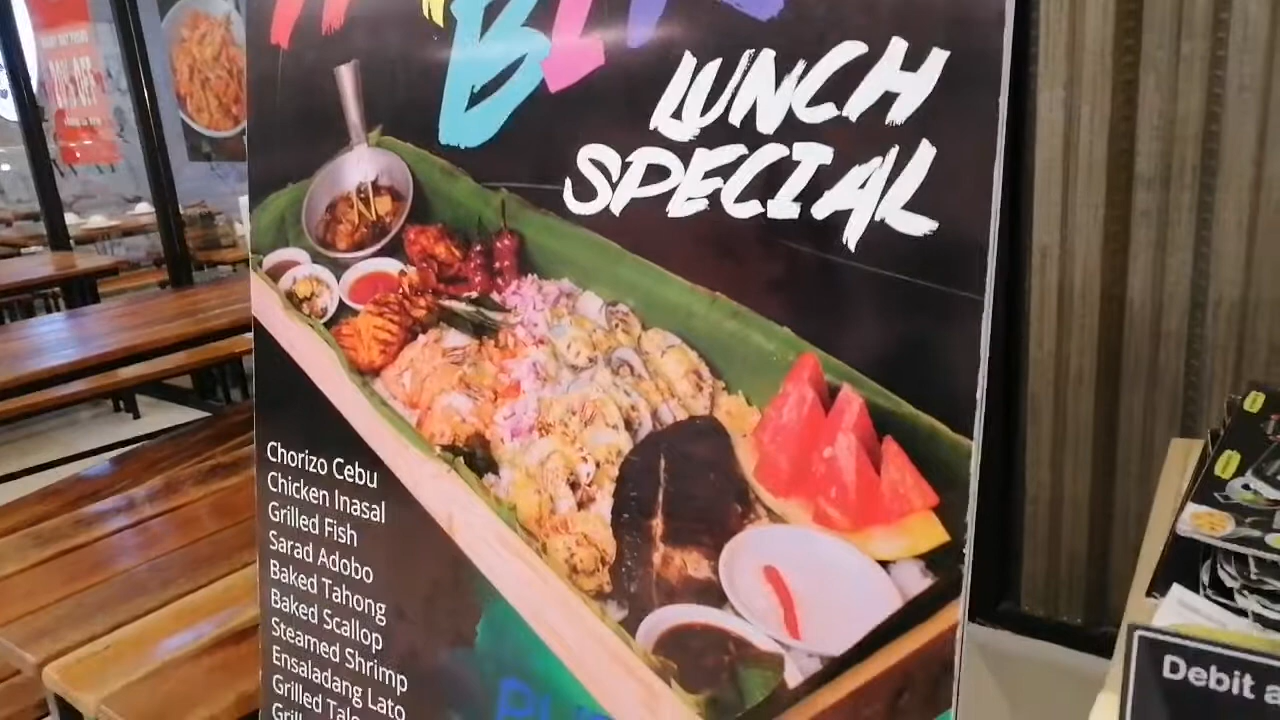 LUNCH
SPECIAL
Chorizo Cebu
Chicken Inasal
Grilled Fish
Sarad Adobo
Baked Tahong
Baked Scallop
Steamed Shrimp
Ensaladang Lato
Grilled
Debit